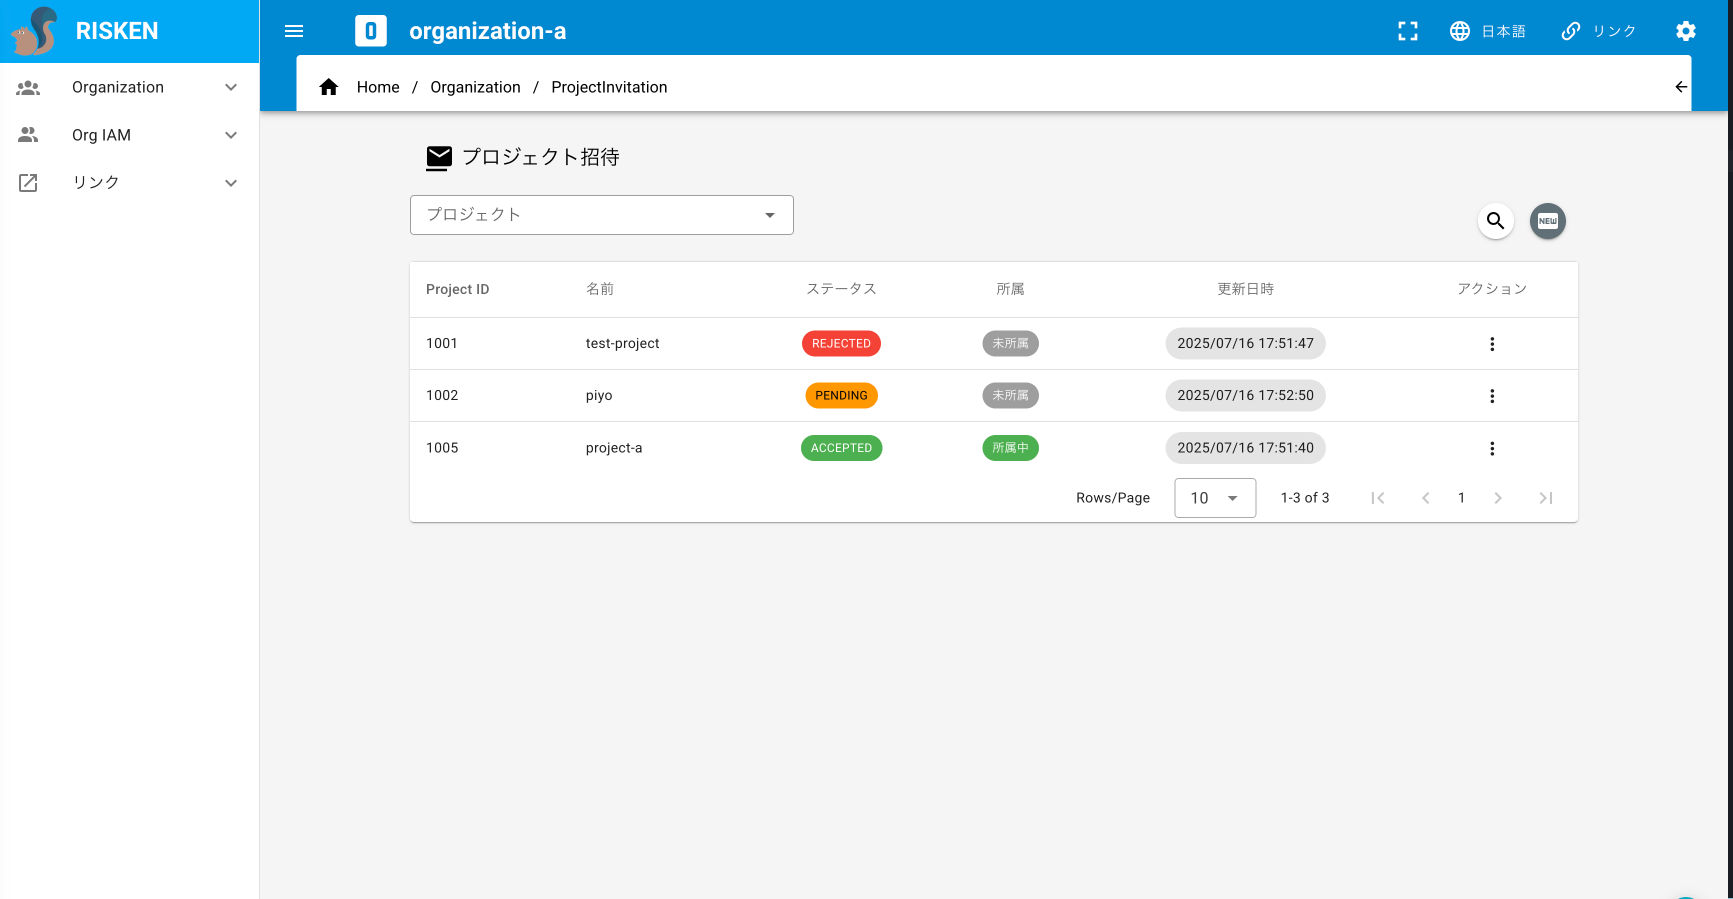 RISKEN
Organization
Org IAM
リンク
O organization-a
日本語 リンク
Home / Organization / ProjectInvitation
プロジェクト招待
プロジェクト
NEW
Project ID 名前 ステータス 所属 更新日時 アクション
1001 test-project REJECTED 未所属 2025/07/16 17:51:47
1002 piyo PENDING 未所属 2025/07/16 17:52:50
1005 project-a ACCEPTED 所属中 2025/07/16 17:51:40
Rows/Page 10 1-3 of 3 1